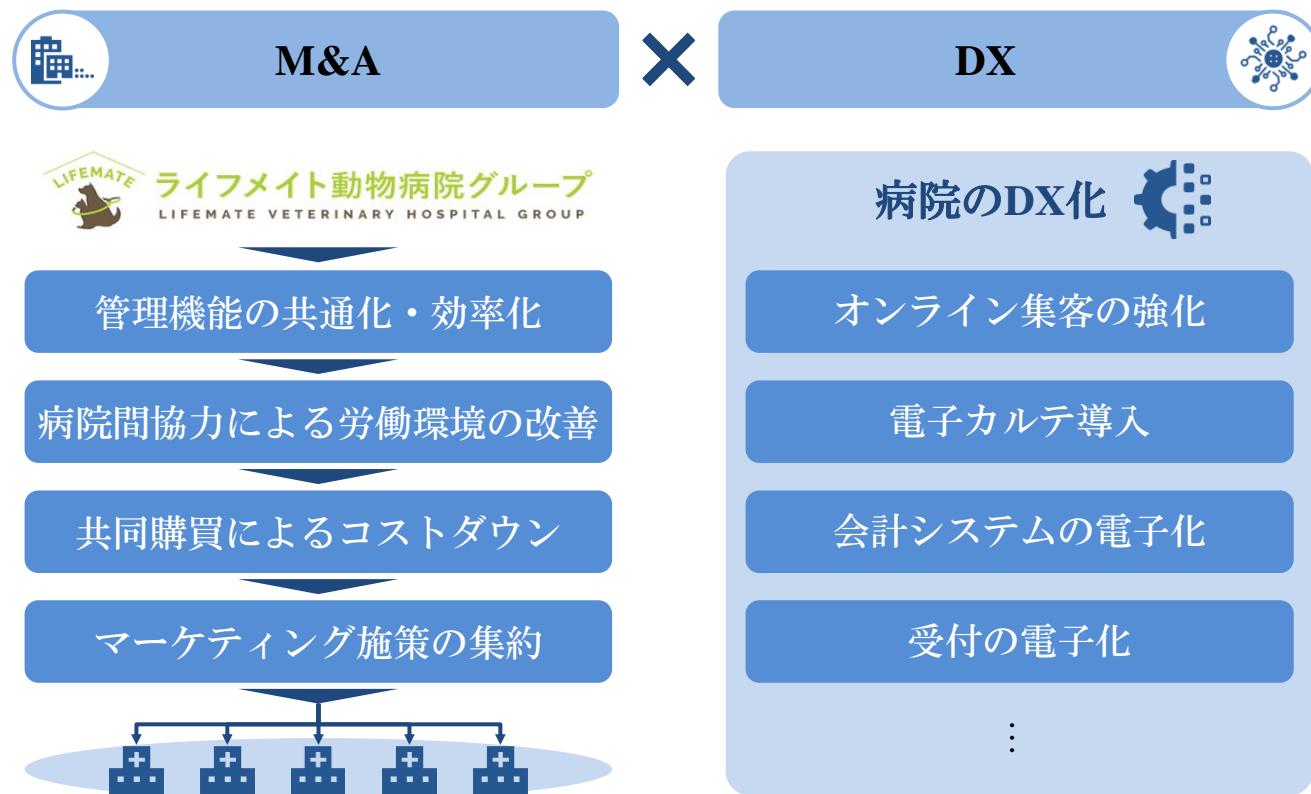 M&A
DX
LIFEMATE
ライフメイト動物病院グループ
LIFEMATE VETERINARY HOSPITAL GROUP
管理機能の共通化・効率化
病院間協力による労働環境の改善
共同購買によるコストダウン
マーケティング施策の集約
病院のDX化
オンライン集客の強化
電子カルテ導入
会計システムの電子化
受付の電子化
⋮